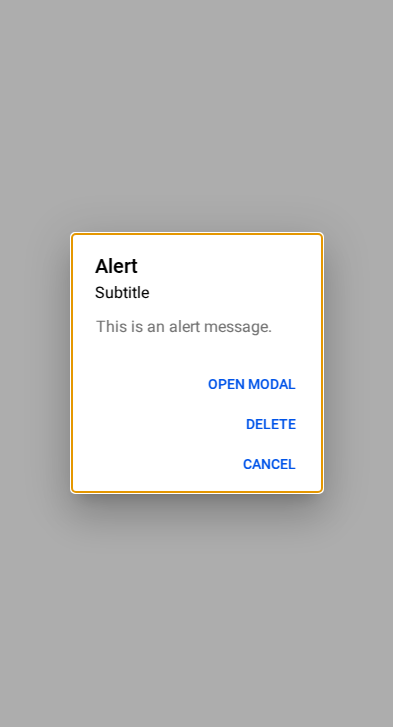 Alert
Subtitle
This is an alert message.
OPEN MODAL
DELETE
CANCEL